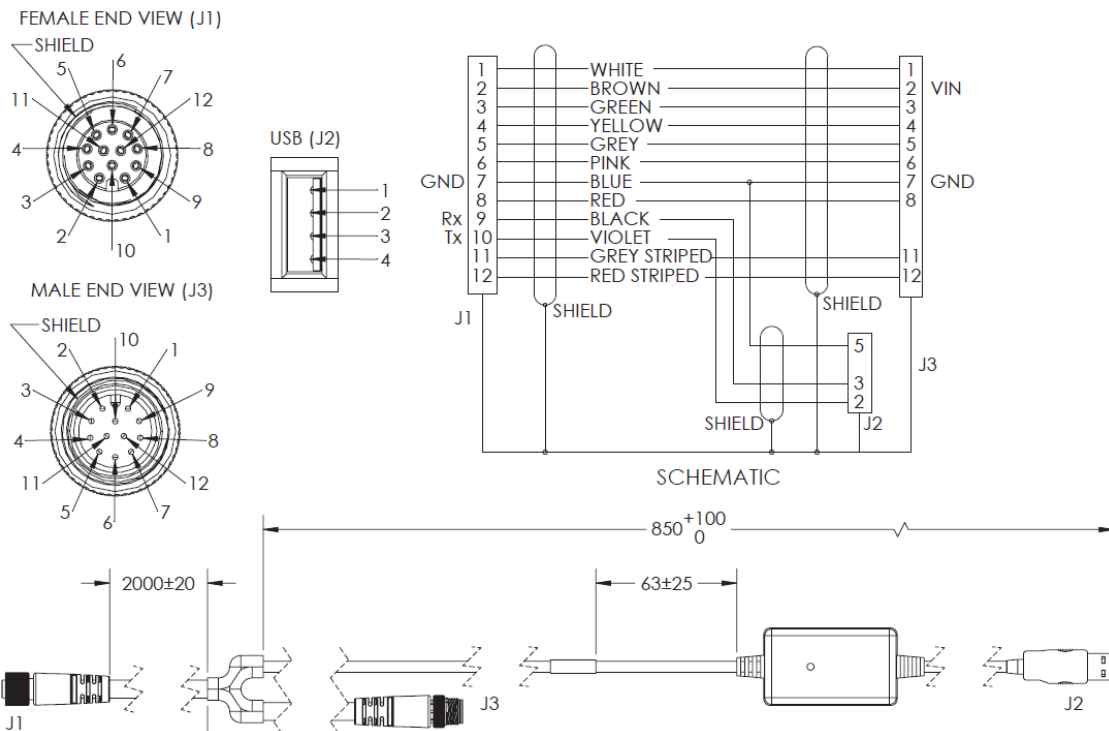 FEMALE END VIEW (J1)
SHIELD
5
6
7
11
12
4
8
3
9
2
1
10
MALE END VIEW (J3)
SHIELD
2
10
1
3
9
4
8
11
12
5
6
7
USB (J2)
1
2
3
4
1 WHITE 1
2 BROWN 2 VIN
3 GREEN 3
4 YELLOW 4
5 GREY 5
6 PINK 6
GND 7 BLUE 7 GND
8 RED 8
Rx 9 BLACK
Tx 10 VIOLET
11 GREY STRIPED 11
12 RED STRIPED 12
J1
SHIELD
SHIELD
J3
5
3
2
SHIELD
J2
SCHEMATIC
850 +100
0
2000±20
63±25
J1
J3
J2